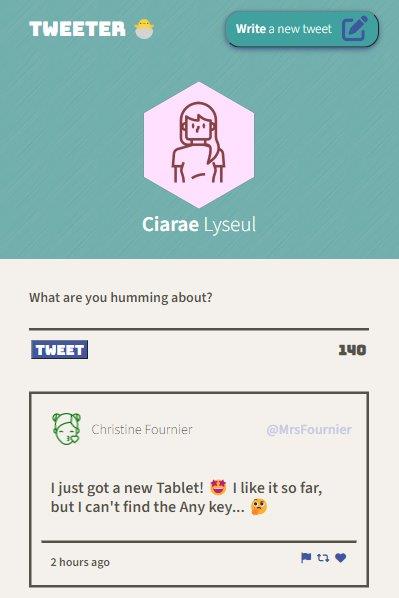 TWEETER 🐣
Write a new tweet
Ciarae Lyseul
What are you humming about?
TWEET
140
Christine Fournier
@MrsFournier
I just got a new Tablet! 🤩 I like it so far,
but I can't find the Any key... 🤔
2 hours ago